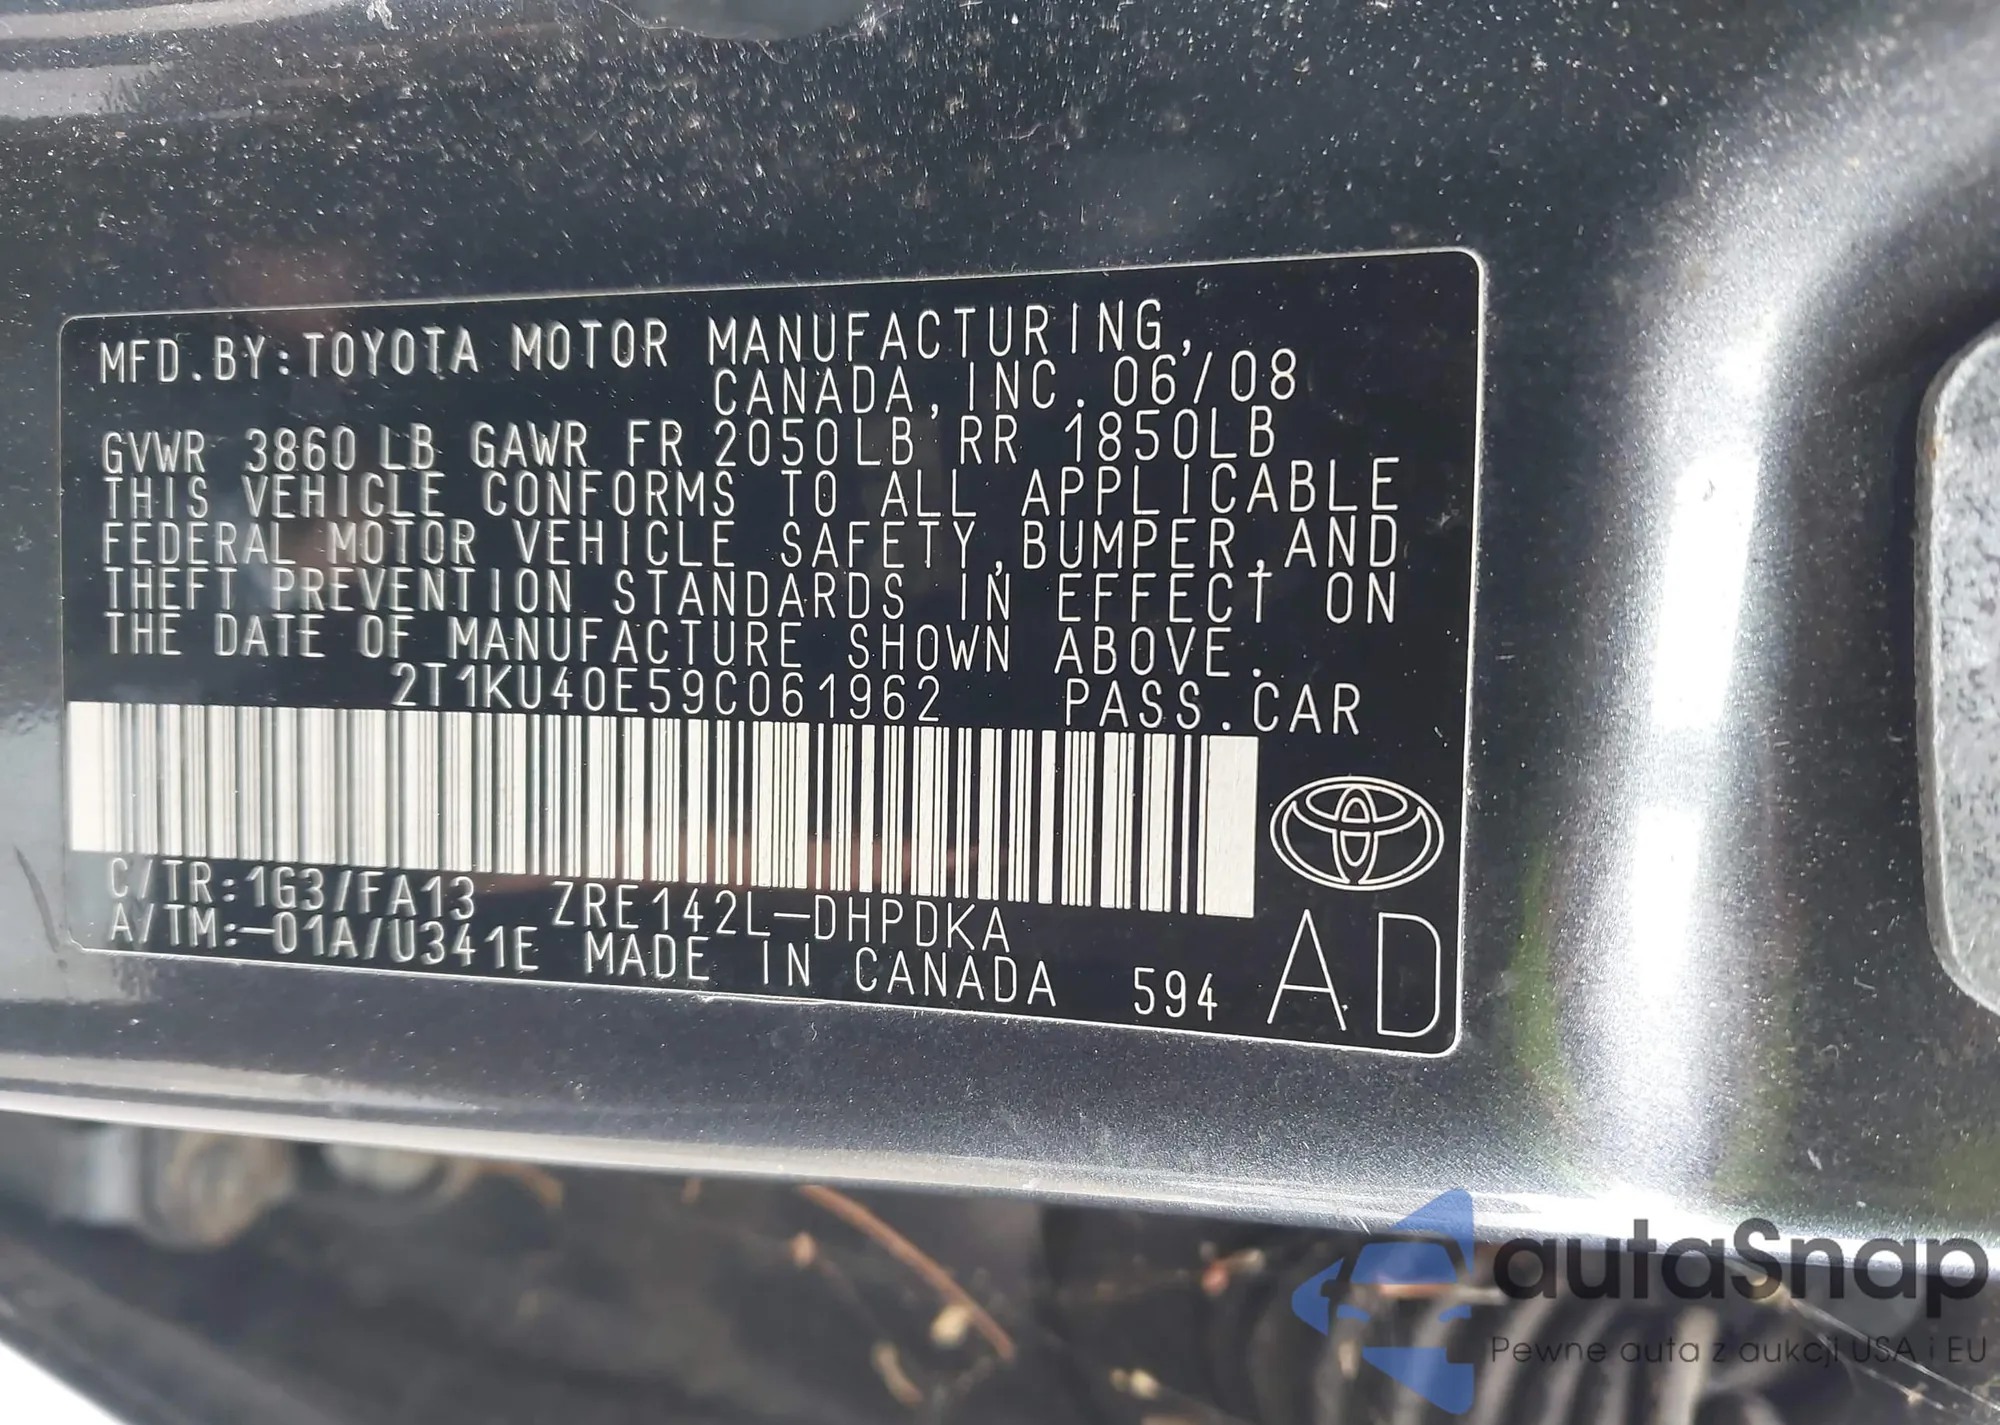 MFD.BY:TOYOTA MOTOR MANUFACTURING,
CANADA,INC.06/08
GVWR 3860LB GAWR FR 2050LB RR 1850LB
THIS VEHICLE CONFORMS TO ALL APPLICABLE
FEDERAL MOTOR VEHICLE SAFETY,BUMPER,AND
THEFT PREVENTION STANDARDS IN EFFECT ON
THE DATE OF MANUFACTURE SHOWN ABOVE.
2T1KU40E59C061962 PASS.CAR
C/TR:1G3/FA13 ZRE142L-DHPDKA
A/TM:-01A/U341E MADE IN CANADA 594
AD
autaSnap
Pewne auta z aukcji USA i EU